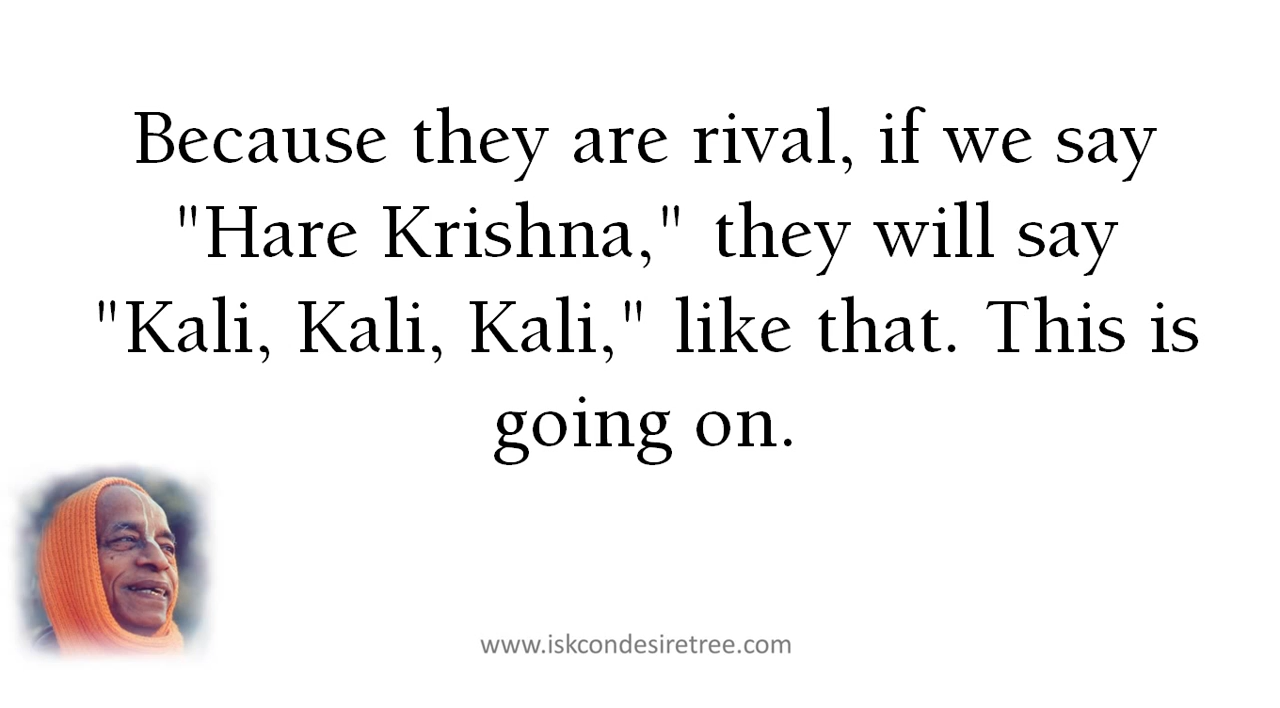 Because they are rival, if we say
"Hare Krishna," they will say
"Kali, Kali, Kali," like that. This is
going on.
www.iskcondesiretree.com